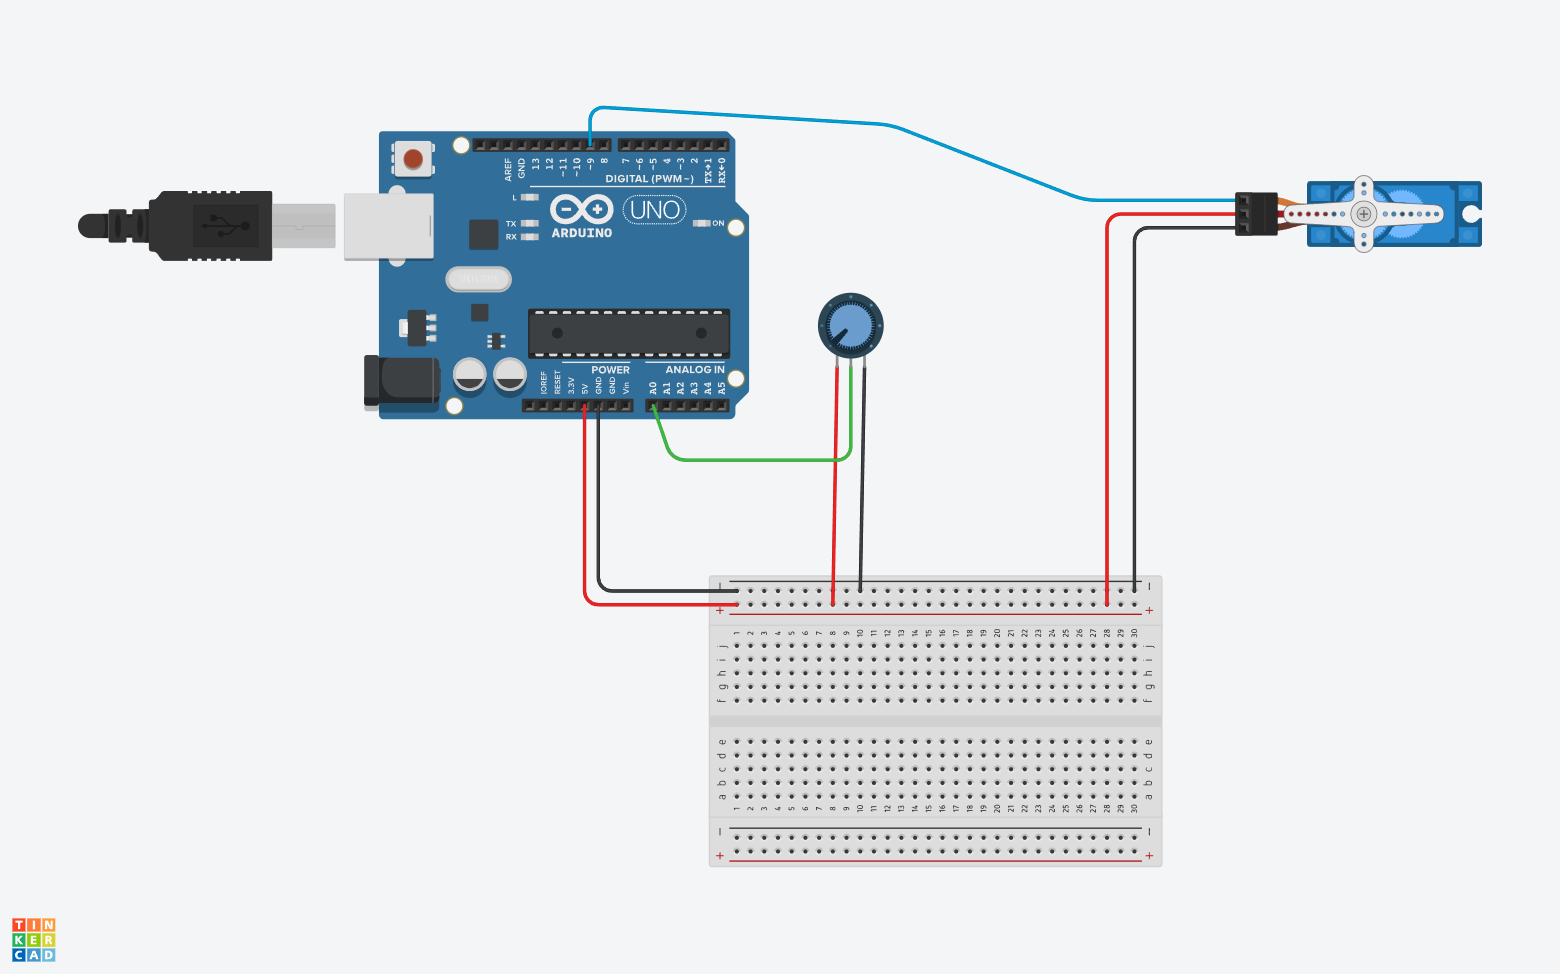 AREF
GND
13
12
~11
~10
~9
8
7
~6
~5
4
~3
2
TX→1
RX←0
DIGITAL (PWM~)
L
TX
RX
ARDUINO
UNO
ON
POWER
ANALOG IN
IOREF
RESET
3.3V
5V
GND
GND
Vin
A0
A1
A2
A3
A4
A5
− −
+ +
1 2 3 4 5 6 7 8 9 10 11 12 13 14 15 16 17 18 19 20 21 22 23 24 25 26 27 28 29 30
j j
i i
h h
g g
f f
e e
d d
c c
b b
a a
1 2 3 4 5 6 7 8 9 10 11 12 13 14 15 16 17 18 19 20 21 22 23 24 25 26 27 28 29 30
− −
+ +
TIN
KER
CAD